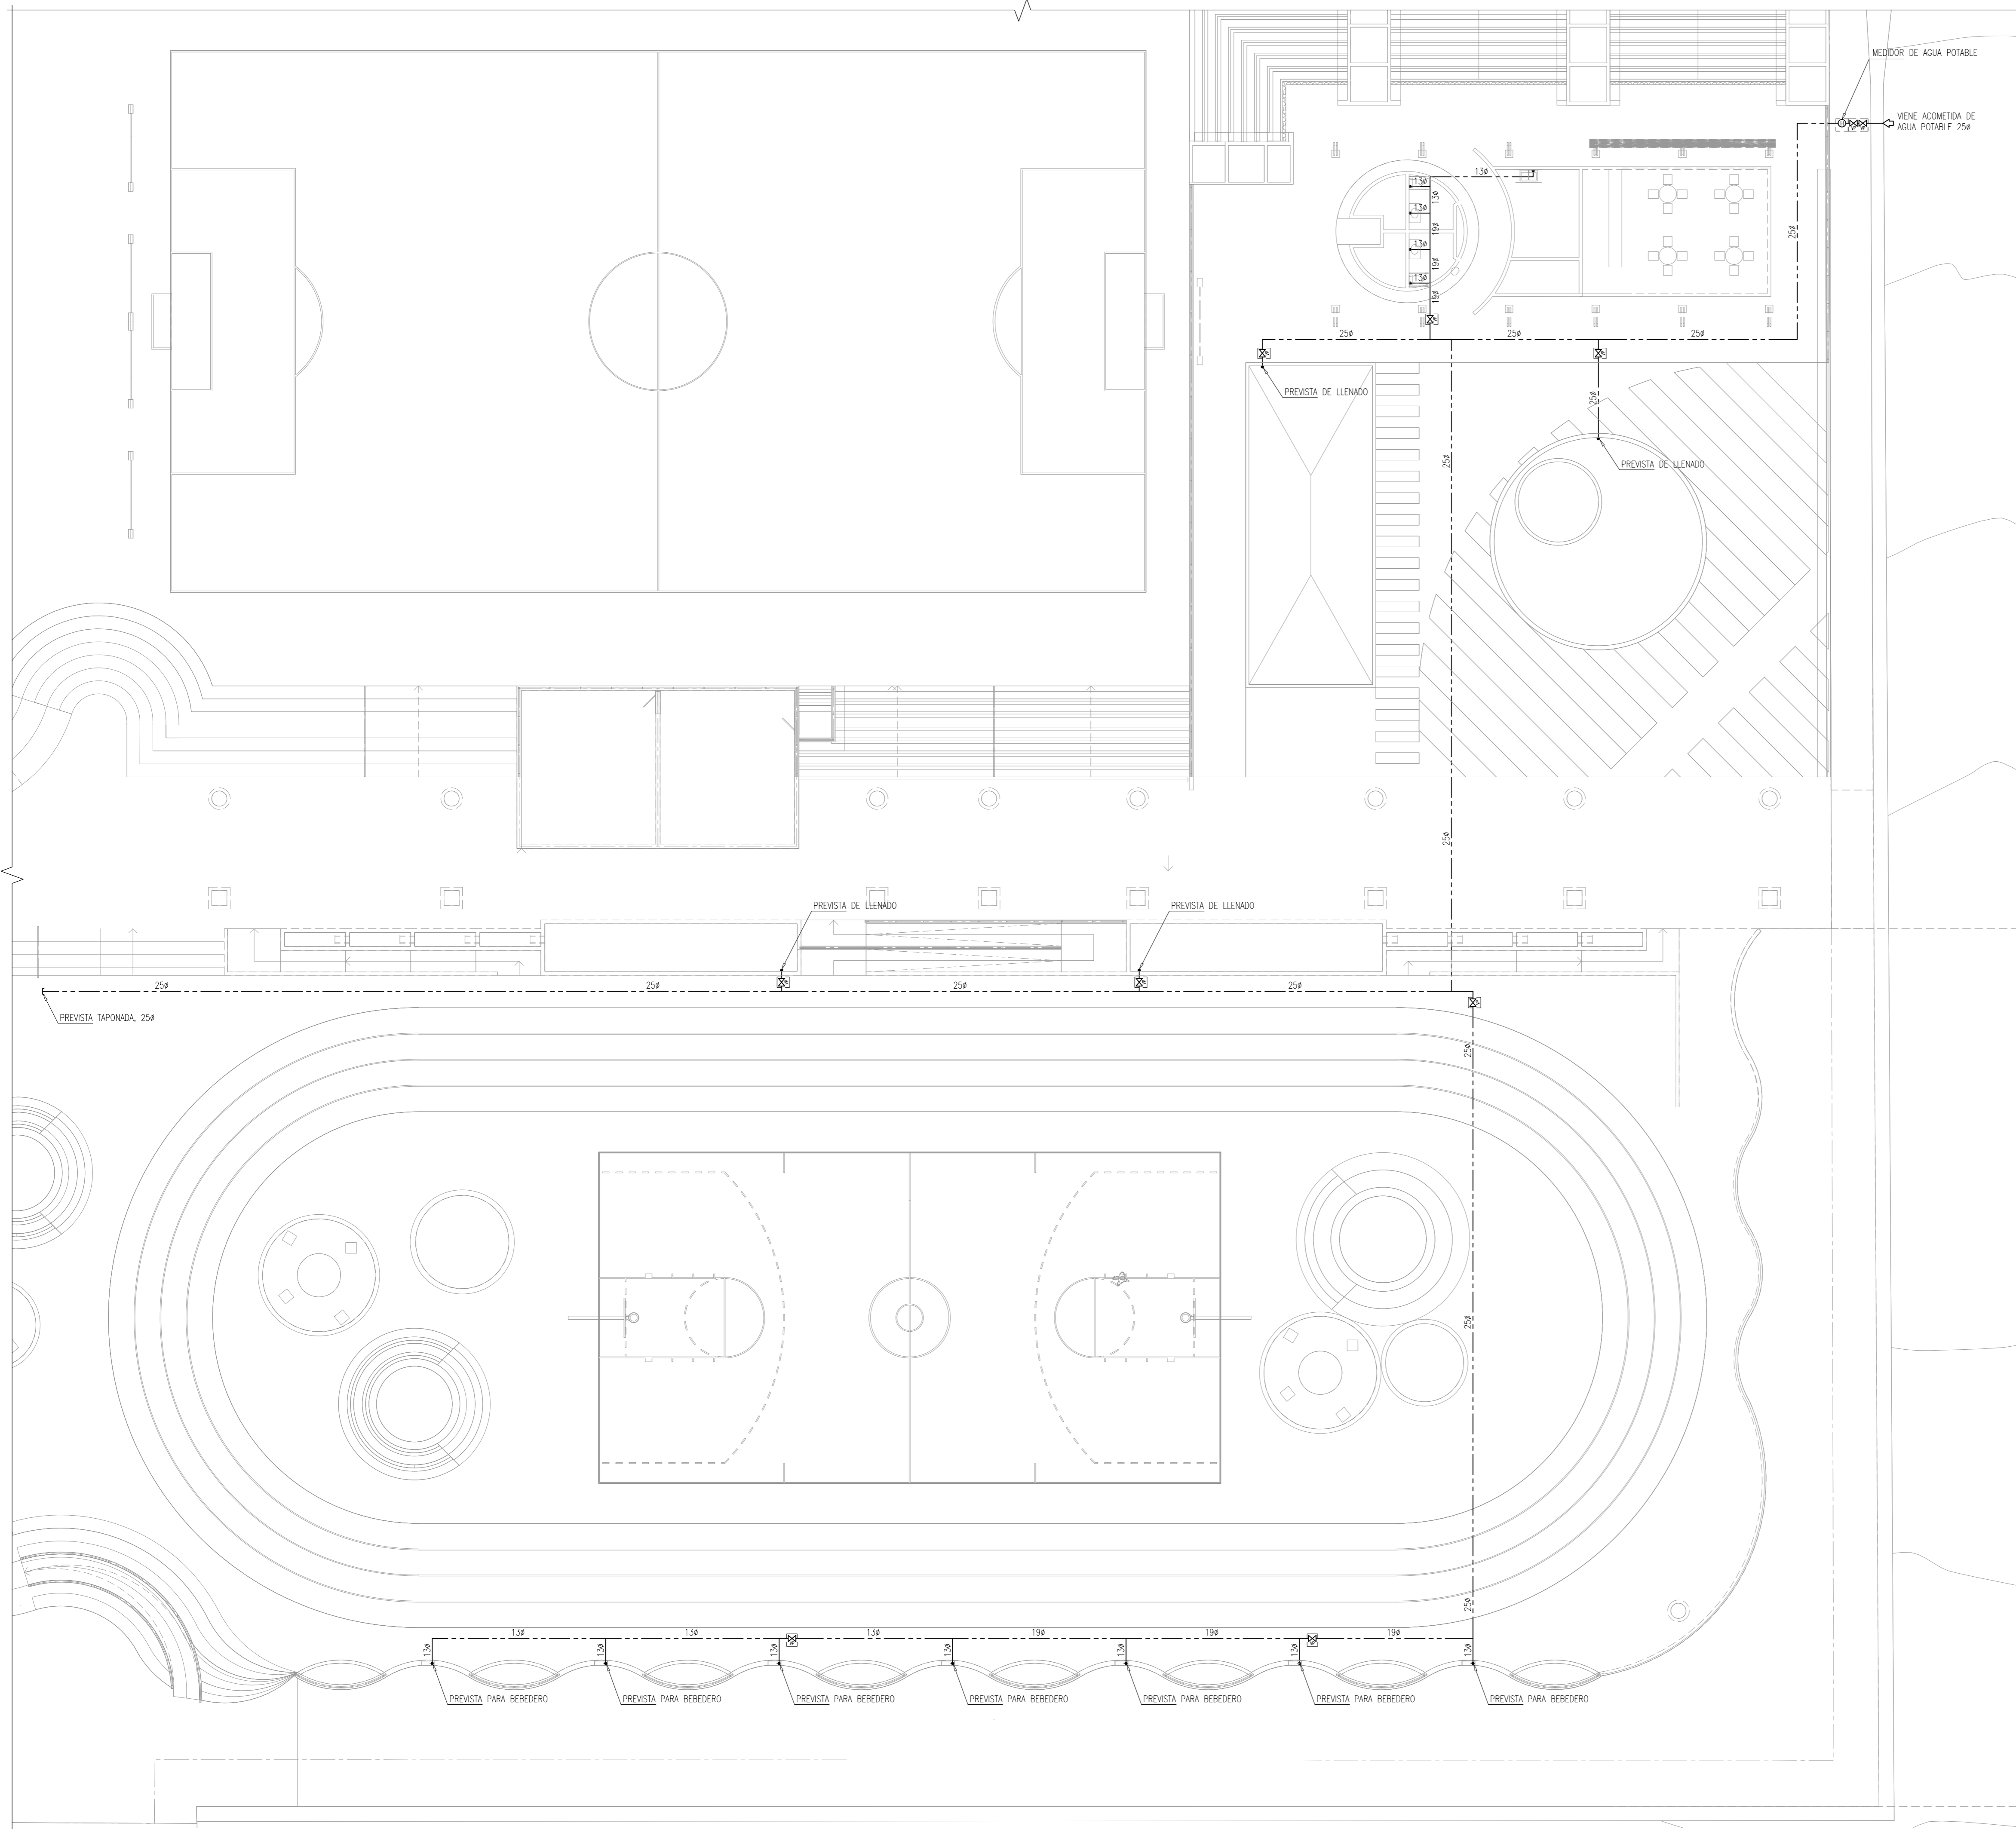 MEDIDOR DE AGUA POTABLE
VIENE ACOMETIDA DE
AGUA POTABLE 25ø
13ø
13ø
13ø
13ø
19ø
25ø
13ø
19ø
13ø
19ø
25ø
25ø
25ø
PREVISTA DE LLENADO
25ø
25ø
PREVISTA DE LLENADO
25ø
PREVISTA DE LLENADO
PREVISTA DE LLENADO
25ø
25ø
25ø
25ø
PREVISTA TAPONADA, 25ø
25ø
25ø
25ø
13ø
13ø
13ø
19ø
19ø
19ø
13ø
13ø
13ø
13ø
13ø
13ø
13ø
PREVISTA PARA BEBEDERO
PREVISTA PARA BEBEDERO
PREVISTA PARA BEBEDERO
PREVISTA PARA BEBEDERO
PREVISTA PARA BEBEDERO
PREVISTA PARA BEBEDERO
PREVISTA PARA BEBEDERO